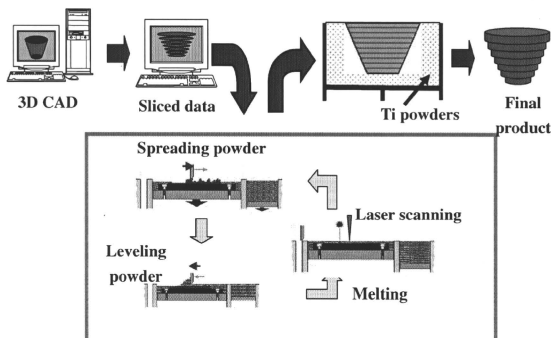 3D CAD
Sliced data
Ti powders
Final
product
Spreading powder
Laser scanning
Leveling
powder
Melting